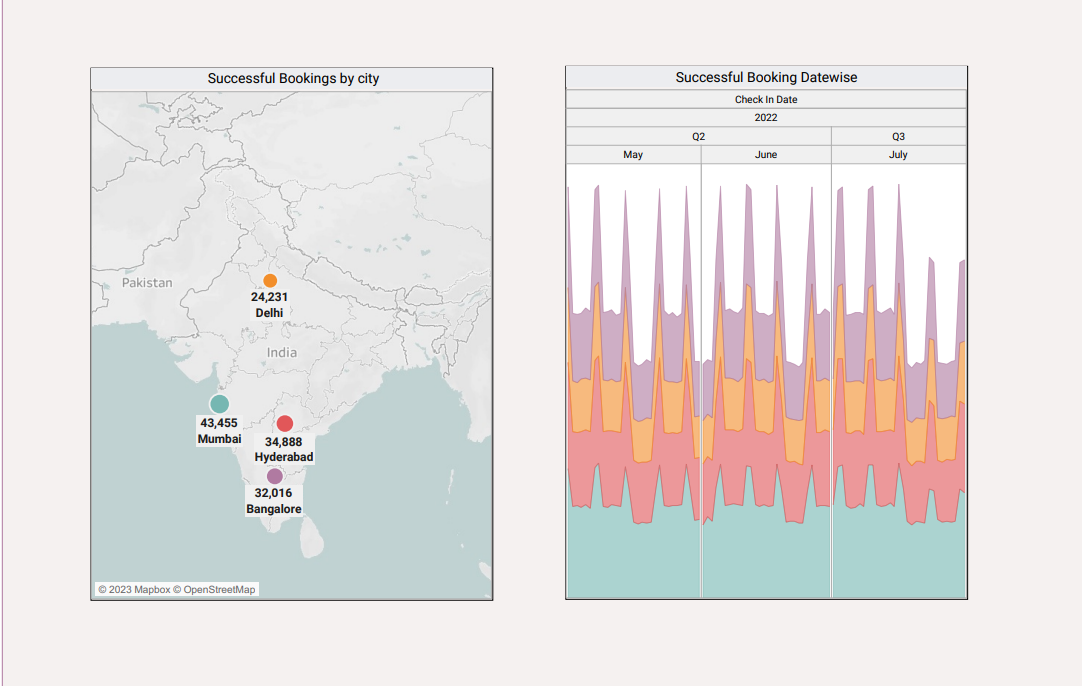 Successful Bookings by city
Pakistan
24,231
Delhi
India
43,455
Mumbai
34,888
Hyderabad
32,016
Bangalore
© 2023 Mapbox © OpenStreetMap
Successful Booking Datewise
Check In Date
2022
Q2 Q3
May June July